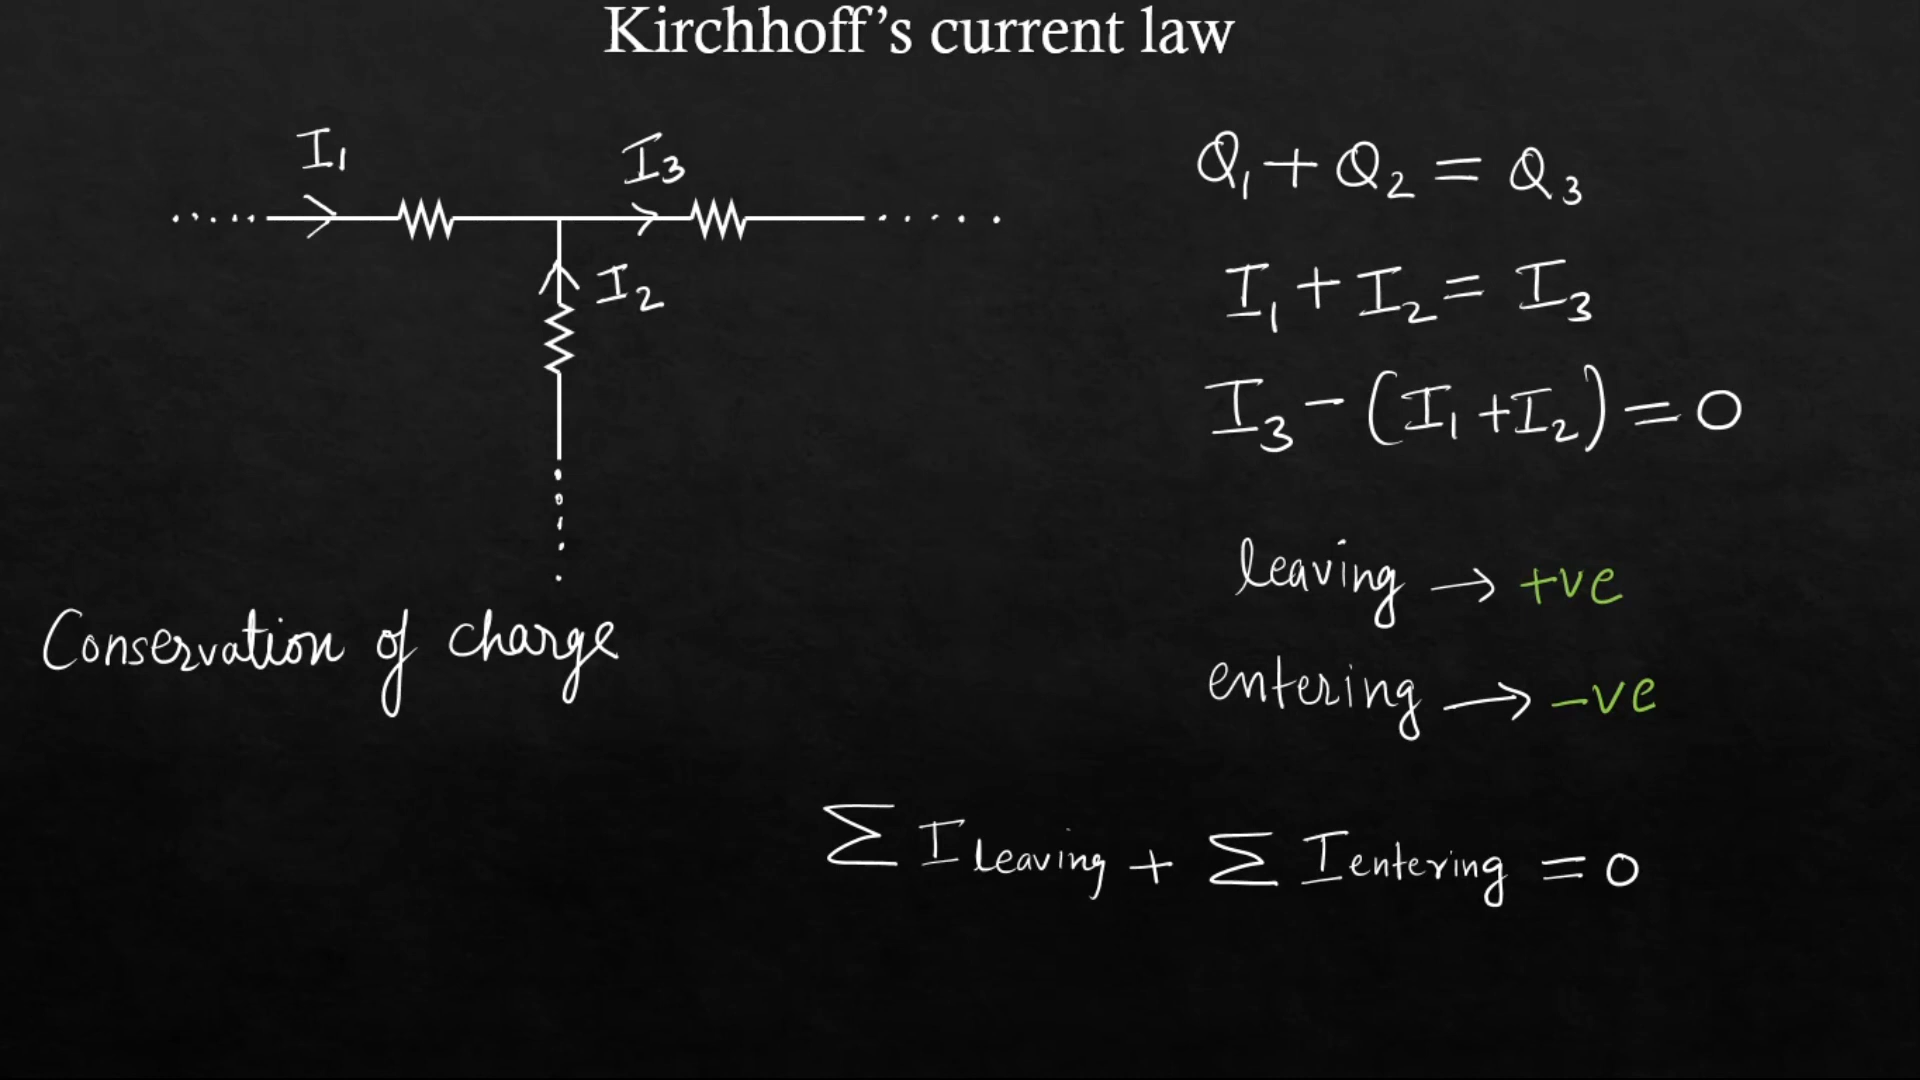 Kirchhoff's current law
I₁
I₃
I₂
Q₁ + Q₂ = Q₃
I₁ + I₂ = I₃
I₃ - (I₁ + I₂) = 0
leaving → +ve
entering → -ve
Conservation of charge
Σ I leaving + Σ I entering = 0